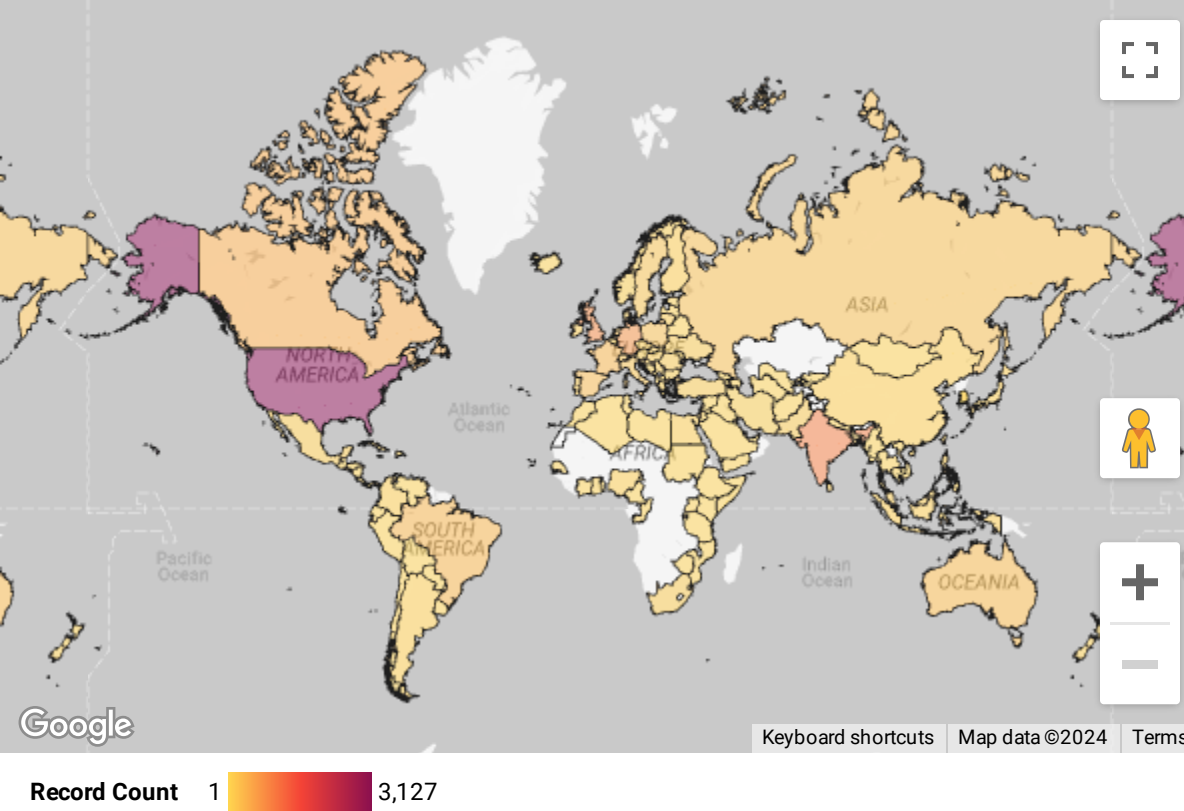 ASIA
EUROPE
NORTH
AMERICA
Atlantic
Ocean
AFRICA
SOUTH
AMERICA
Pacific
Ocean
Indian
Ocean
OCEANIA
Google
Keyboard shortcuts
Map data ©2024
Terms
Record Count 1 3,127